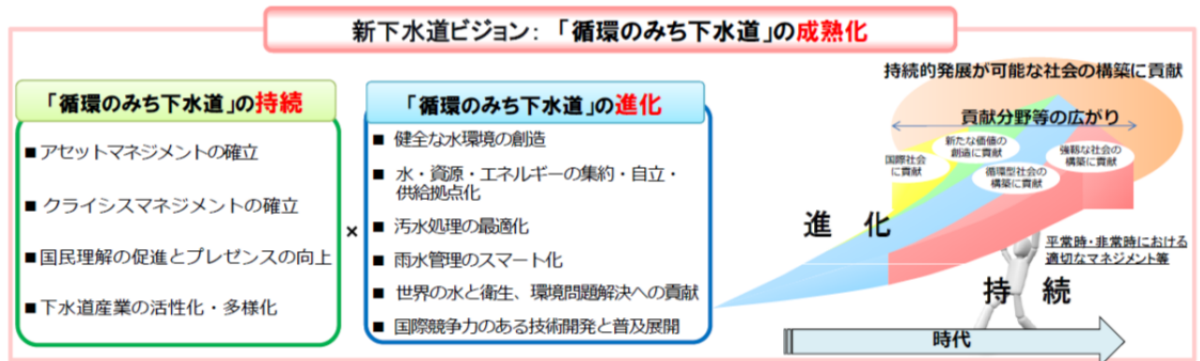 新下水道ビジョン：「循環のみち下水道」の成熟化
「循環のみち下水道」の持続
■アセットマネジメントの確立
■クライシスマネジメントの確立
■国民理解の促進とプレゼンスの向上
■下水道産業の活性化・多様化
×
「循環のみち下水道」の進化
■ 健全な水環境の創造
■ 水・資源・エネルギーの集約・自立・
供給拠点化
■ 汚水処理の最適化
■ 雨水管理のスマート化
■ 世界の水と衛生、環境問題解決への貢献
■ 国際競争力のある技術開発と普及展開
持続的発展が可能な社会の構築に貢献
貢献分野等の広がり
国際社会
に貢献
新たな価値の
創造に貢献
循環型社会の
構築に貢献
強靱な社会の
構築に貢献
進 化
平常時・非常時における
適切なマネジメント等
持 続
時代